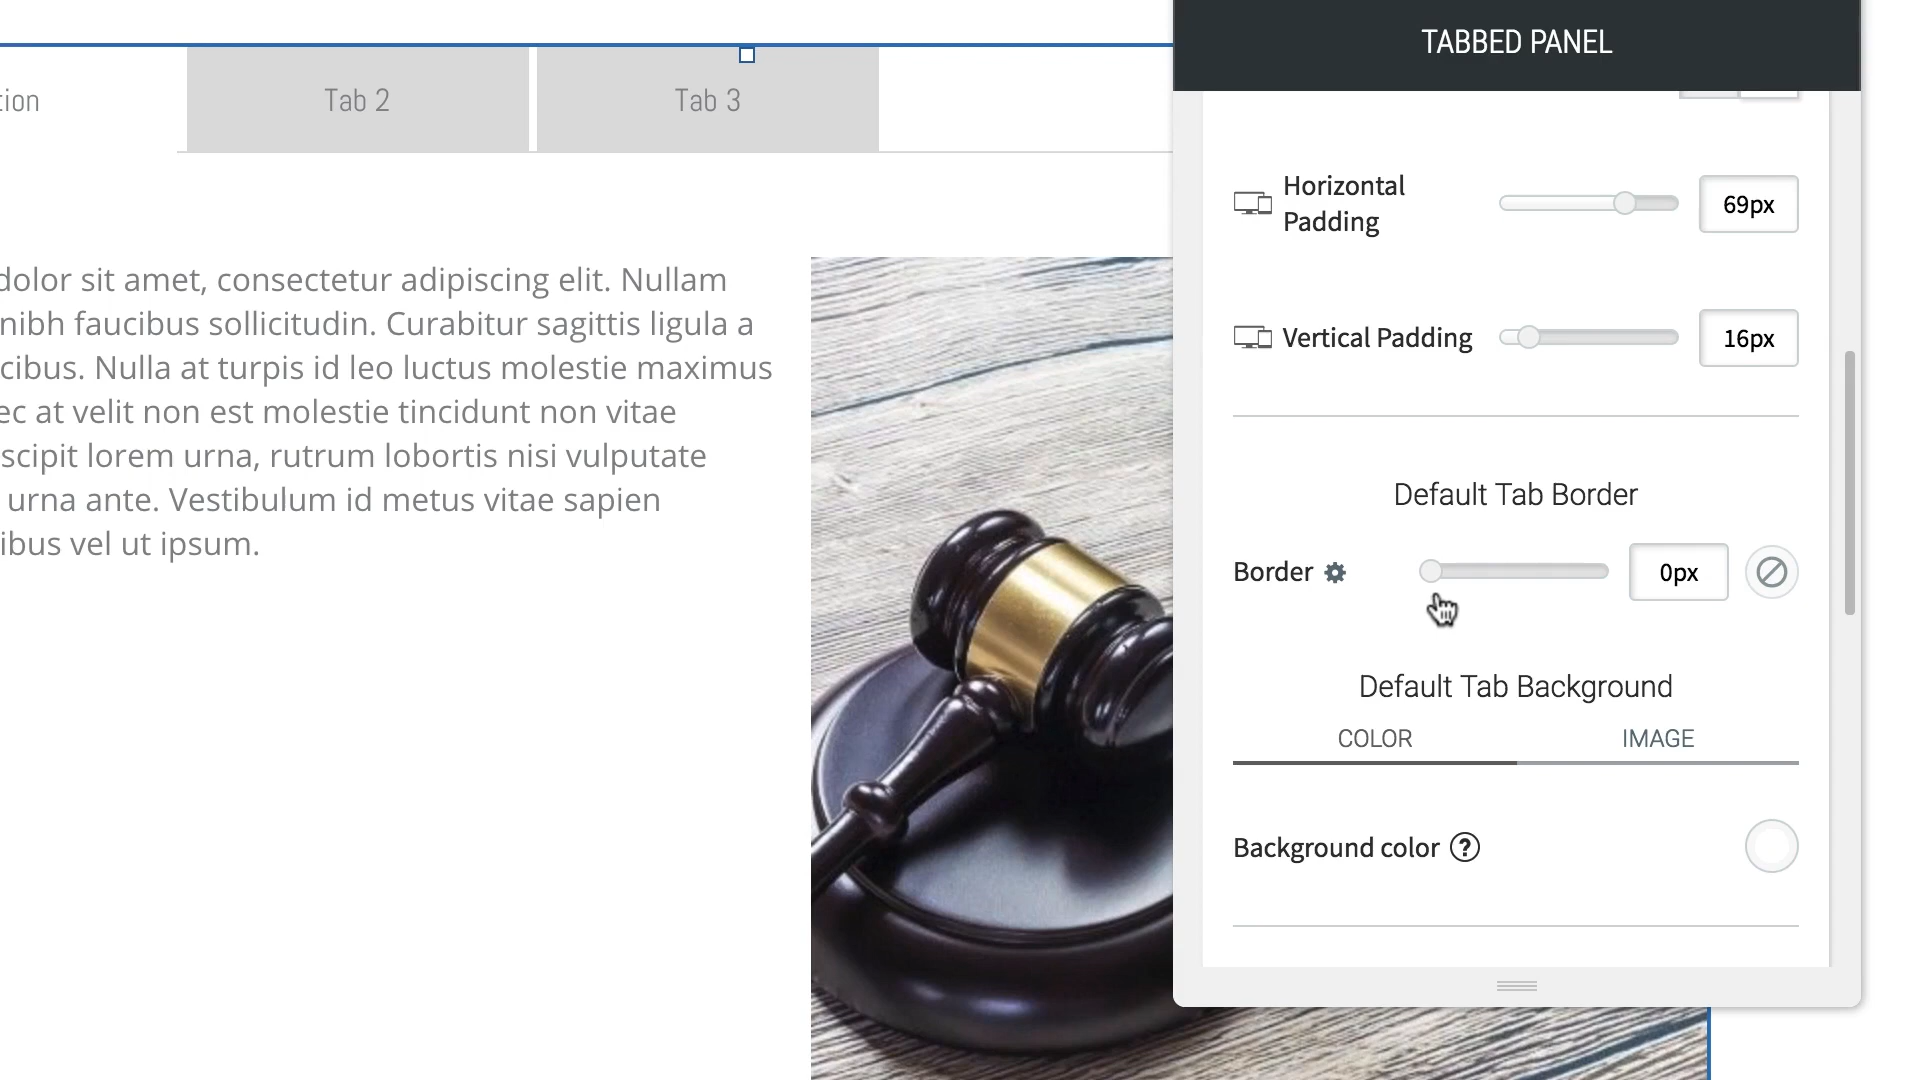 TABBED PANEL
tion
Tab 2
Tab 3
Horizontal
Padding
69px
dolor sit amet, consectetur adipiscing elit. Nullam
nibh faucibus sollicitudin. Curabitur sagittis ligula a
cibus. Nulla at turpis id leo luctus molestie maximus
ec at velit non est molestie tincidunt non vitae
scipit lorem urna, rutrum lobortis nisi vulputate
urna ante. Vestibulum id metus vitae sapien
ibus vel ut ipsum.
Vertical Padding
16px
Default Tab Border
Border
0px
Default Tab Background
COLOR
IMAGE
Background color ?